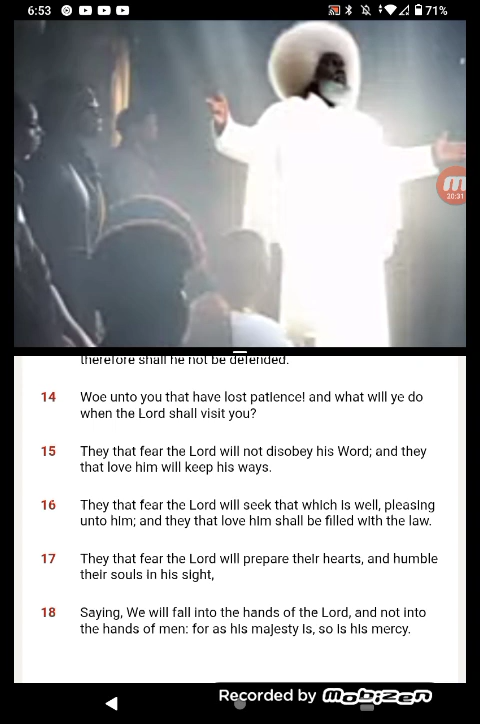 6:53
71%
20:31
therefore shall he not be defended.
14 Woe unto you that have lost patience! and what will ye do
when the Lord shall visit you?
15 They that fear the Lord will not disobey his Word; and they
that love him will keep his ways.
16 They that fear the Lord will seek that which is well, pleasing
unto him; and they that love him shall be filled with the law.
17 They that fear the Lord will prepare their hearts, and humble
their souls in his sight,
18 Saying, We will fall into the hands of the Lord, and not into
the hands of men: for as his majesty is, so is his mercy.
Recorded by Mobizen